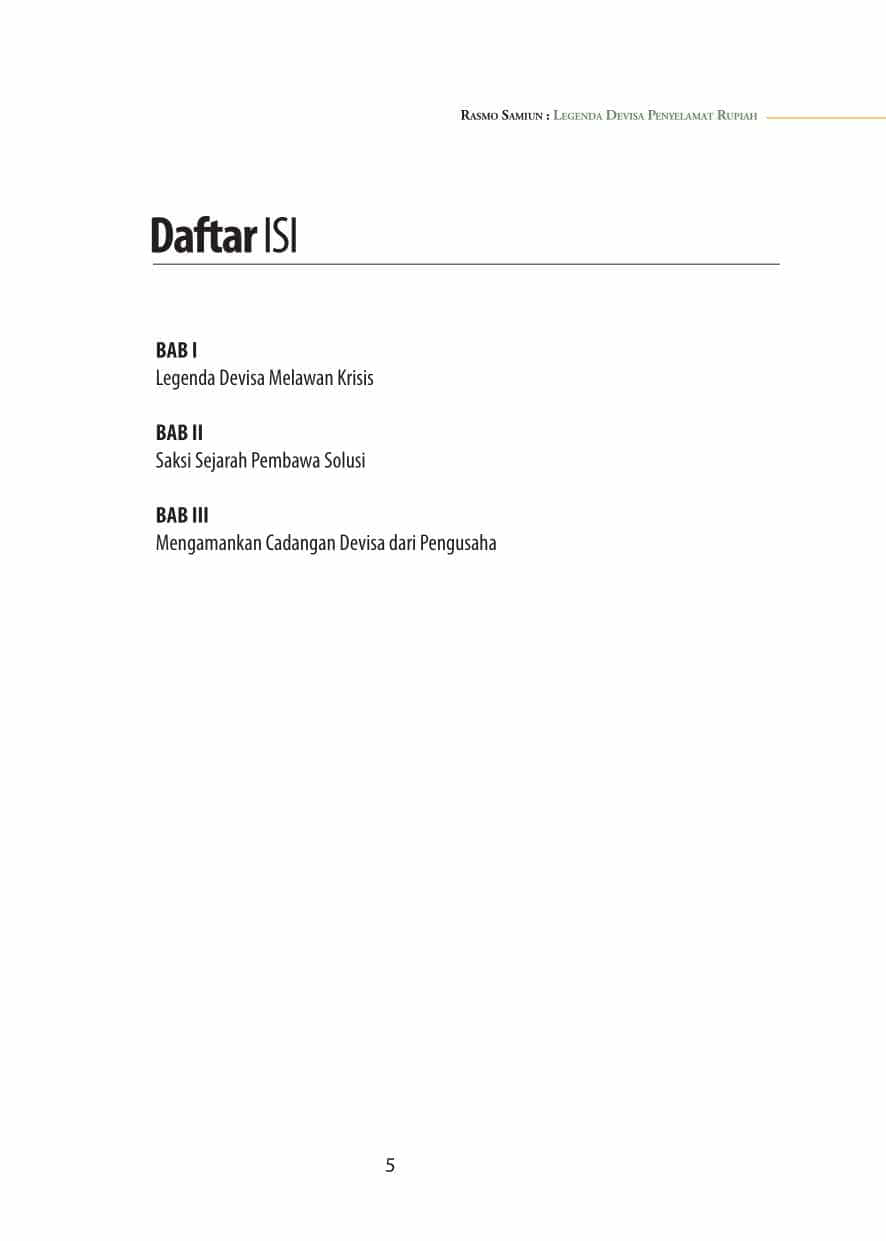 Rasmo Samiun : Legenda Devisa Penyelamat Rupiah
Daftar ISI
BAB I
Legenda Devisa Melawan Krisis
BAB II
Saksi Sejarah Pembawa Solusi
BAB III
Mengamankan Cadangan Devisa dari Pengusaha
5